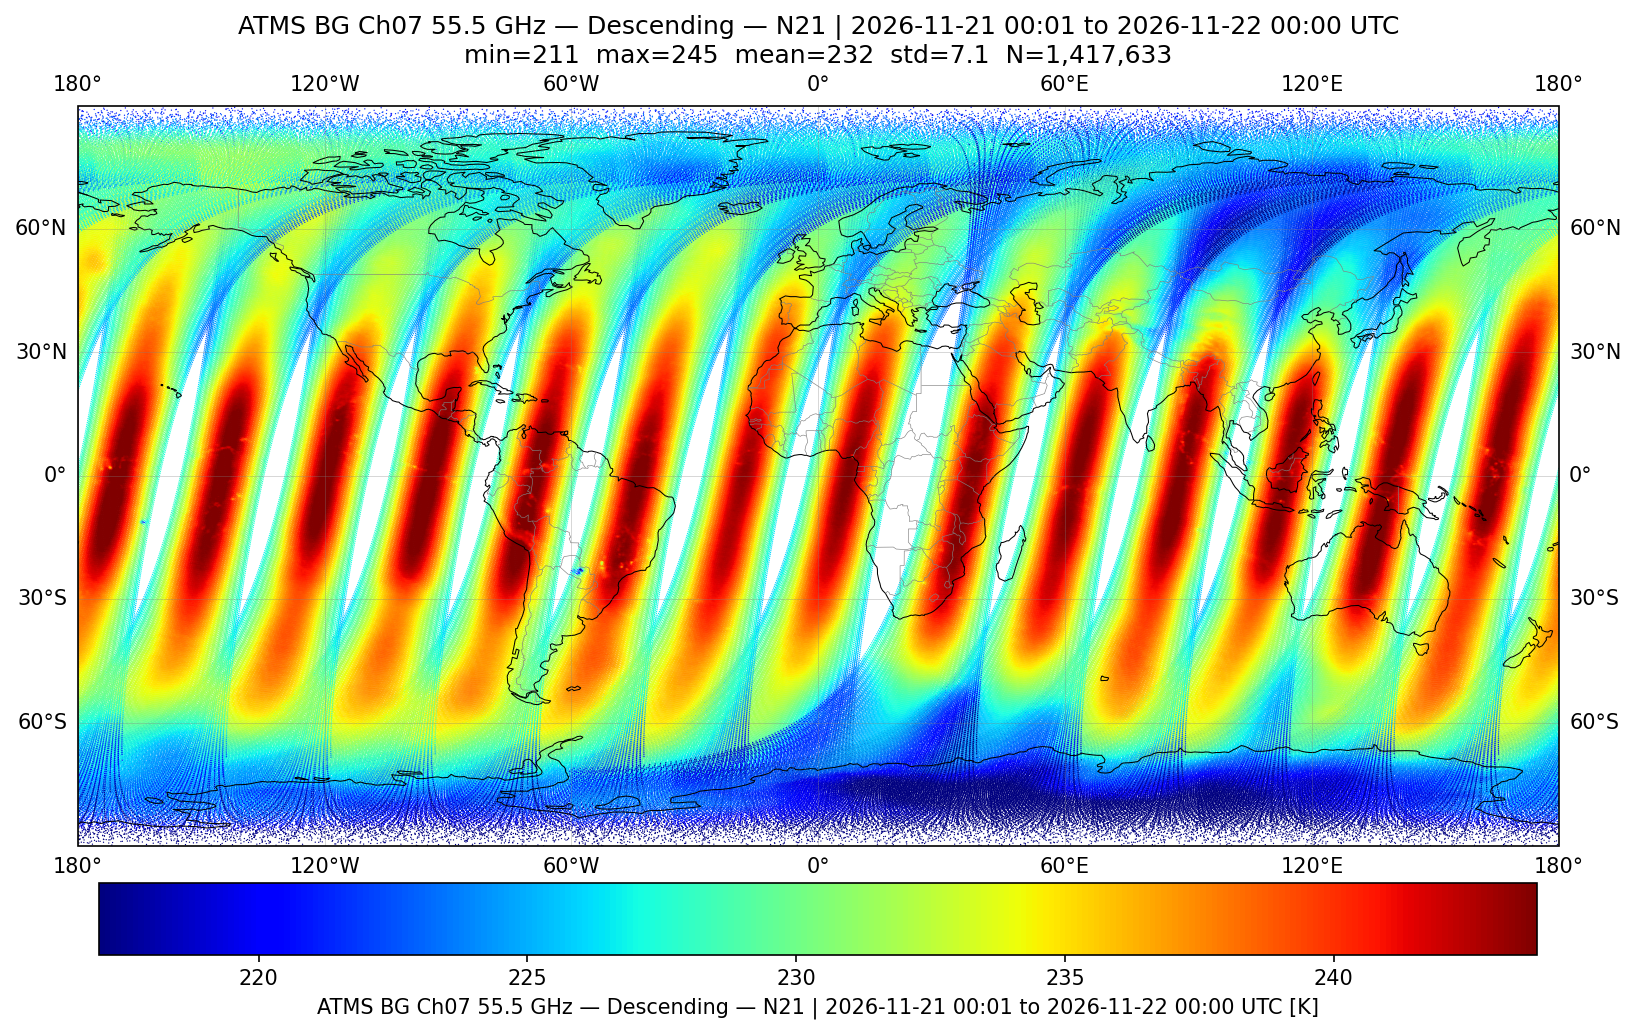 ATMS BG Ch07 55.5 GHz — Descending — N21 | 2026-11-21 00:01 to 2026-11-22 00:00 UTC
min=211 max=245 mean=232 std=7.1 N=1,417,633
180° 120°W 60°W 0° 60°E 120°E 180°
60°N 60°N
30°N 30°N
0° 0°
30°S 30°S
60°S 60°S
180° 120°W 60°W 0° 60°E 120°E 180°
220 225 230 235 240
ATMS BG Ch07 55.5 GHz — Descending — N21 | 2026-11-21 00:01 to 2026-11-22 00:00 UTC [K]